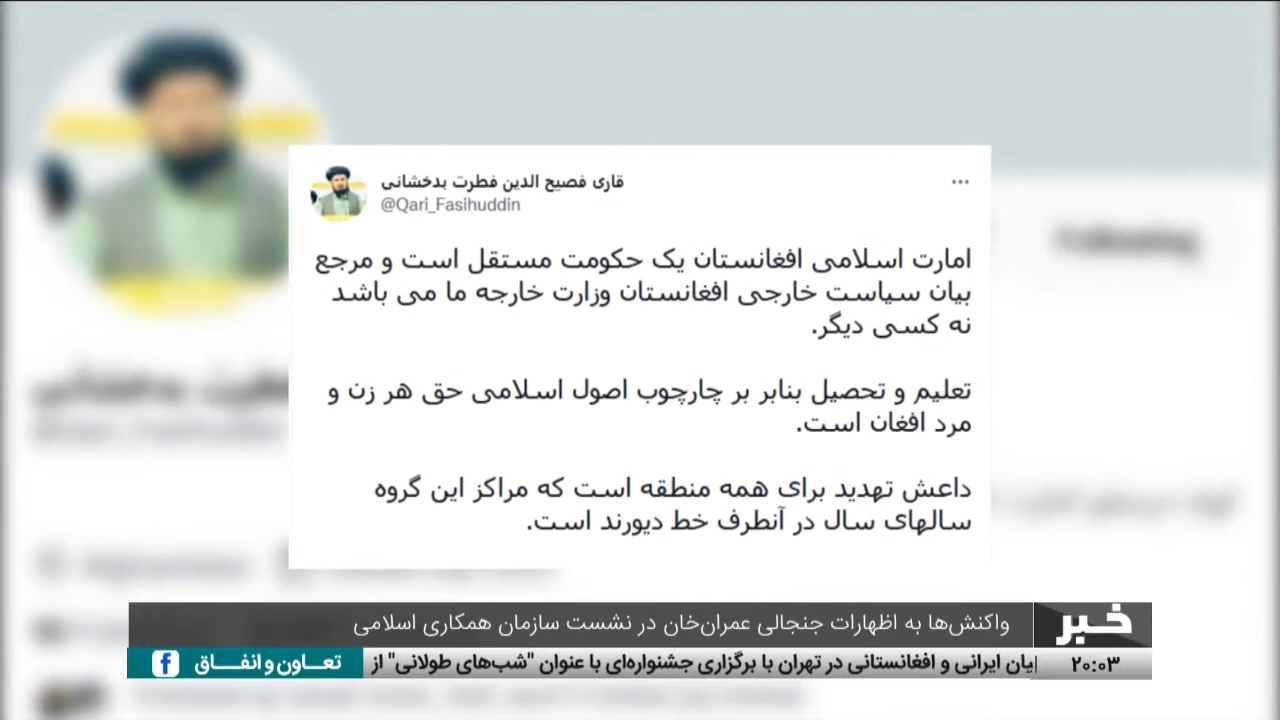 قاری فصیح الدین فطرت بدخشانی
@Qari_Fasihuddin
امارت اسلامی افغانستان یک حکومت مستقل است و مرجع
بیان سیاست خارجی افغانستان وزارت خارجه ما می باشد
نه کسی دیگر.
تعلیم و تحصیل بنابر بر چارچوب اصول اسلامی حق هر زن و
مرد افغان است.
داعش تهدید برای همه منطقه است که مراکز این گروه
سالهای سال در آنطرف خط دیورند است.
خبر
واکنش‌ها به اظهارات جنجالی عمران‌خان در نشست سازمان همکاری اسلامی
۲۰:۰۳
یان ایرانی و افغانستانی در تهران با برگزاری جشنواره‌ای با عنوان "شب‌های طولانی" از
تعـاون و انفـاق